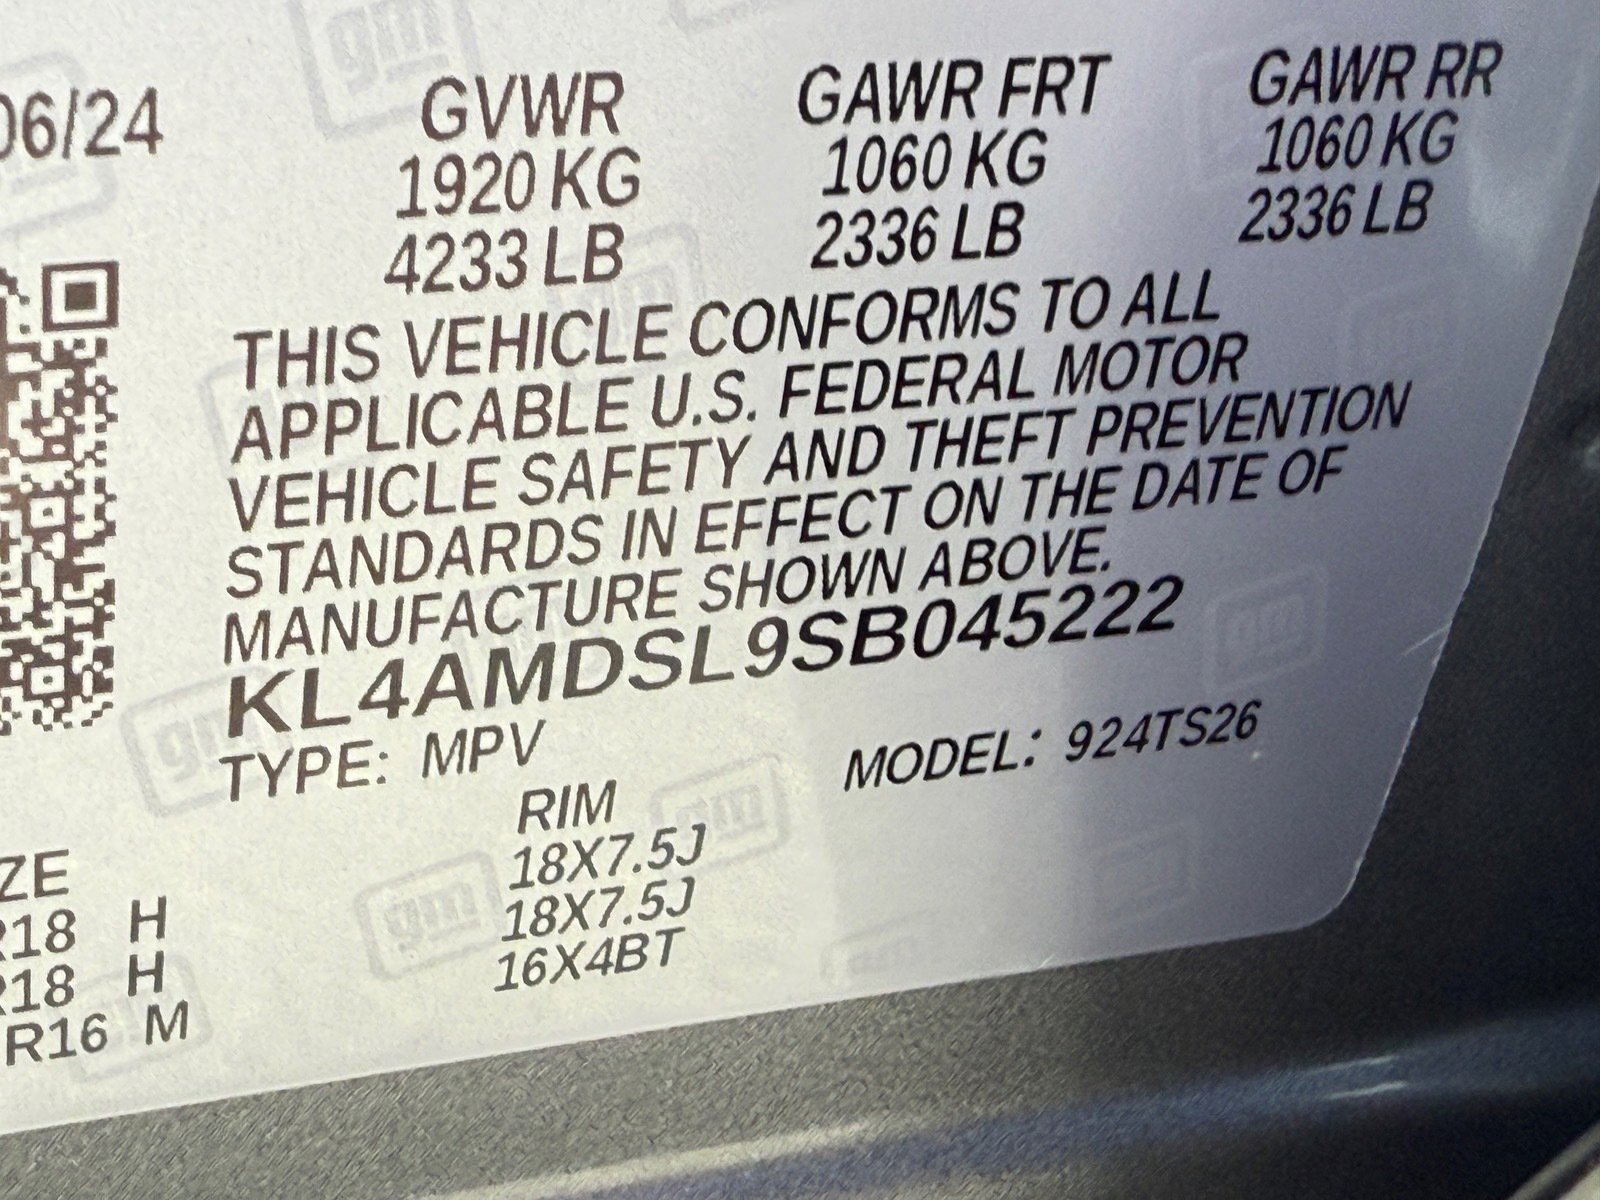 06/24
GVWR GAWR FRT GAWR RR
1920 KG 1060 KG 1060 KG
4233 LB 2336 LB 2336 LB
THIS VEHICLE CONFORMS TO ALL
APPLICABLE U.S. FEDERAL MOTOR
VEHICLE SAFETY AND THEFT PREVENTION
STANDARDS IN EFFECT ON THE DATE OF
MANUFACTURE SHOWN ABOVE.
KL4AMDSL9SB045222
TYPE: MPV MODEL: 924TS26
ZE RIM
R18 H 18X7.5J
R18 H 18X7.5J
R16 M 16X4BT
gm